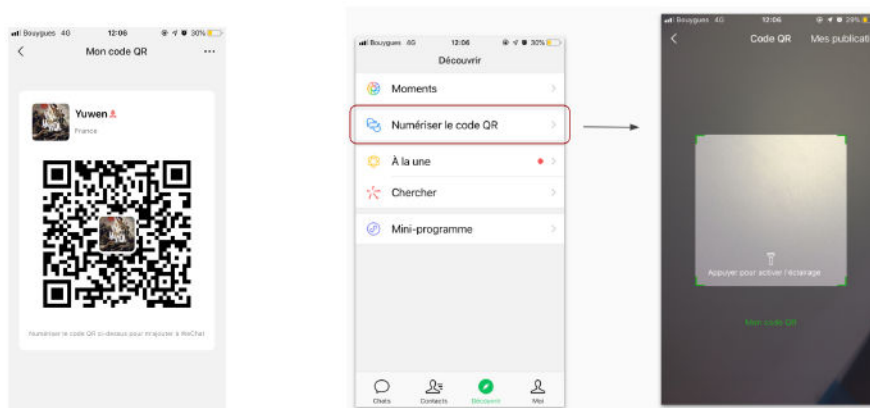 Bouygues 4G 12:06 30%
Mon code QR
Yuwen
France
Numériser le code QR ci-dessus pour m'ajouter à WeChat
Bouygues 4G 12:06 30%
Découvrir
Moments
Numériser le code QR
À la une
Chercher
Mini-programme
Chats Contacts Découvrir Moi
Bouygues 4G 12:06 29%
Code QR Mes publicati
Appuyer pour activer l'éclairage
Mon code QR